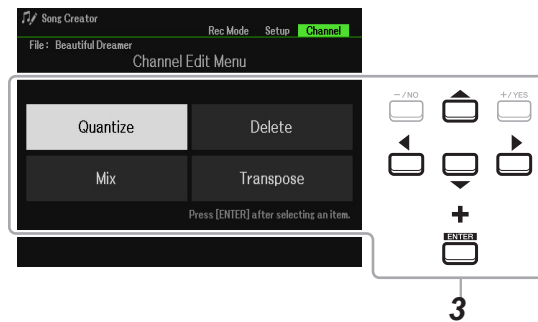 Song Creator
Rec Mode Setup Channel
File : Beautiful Dreamer
Channel Edit Menu
Quantize Delete
Mix Transpose
Press [ENTER] after selecting an item.
－/NO +/YES
+
ENTER
3